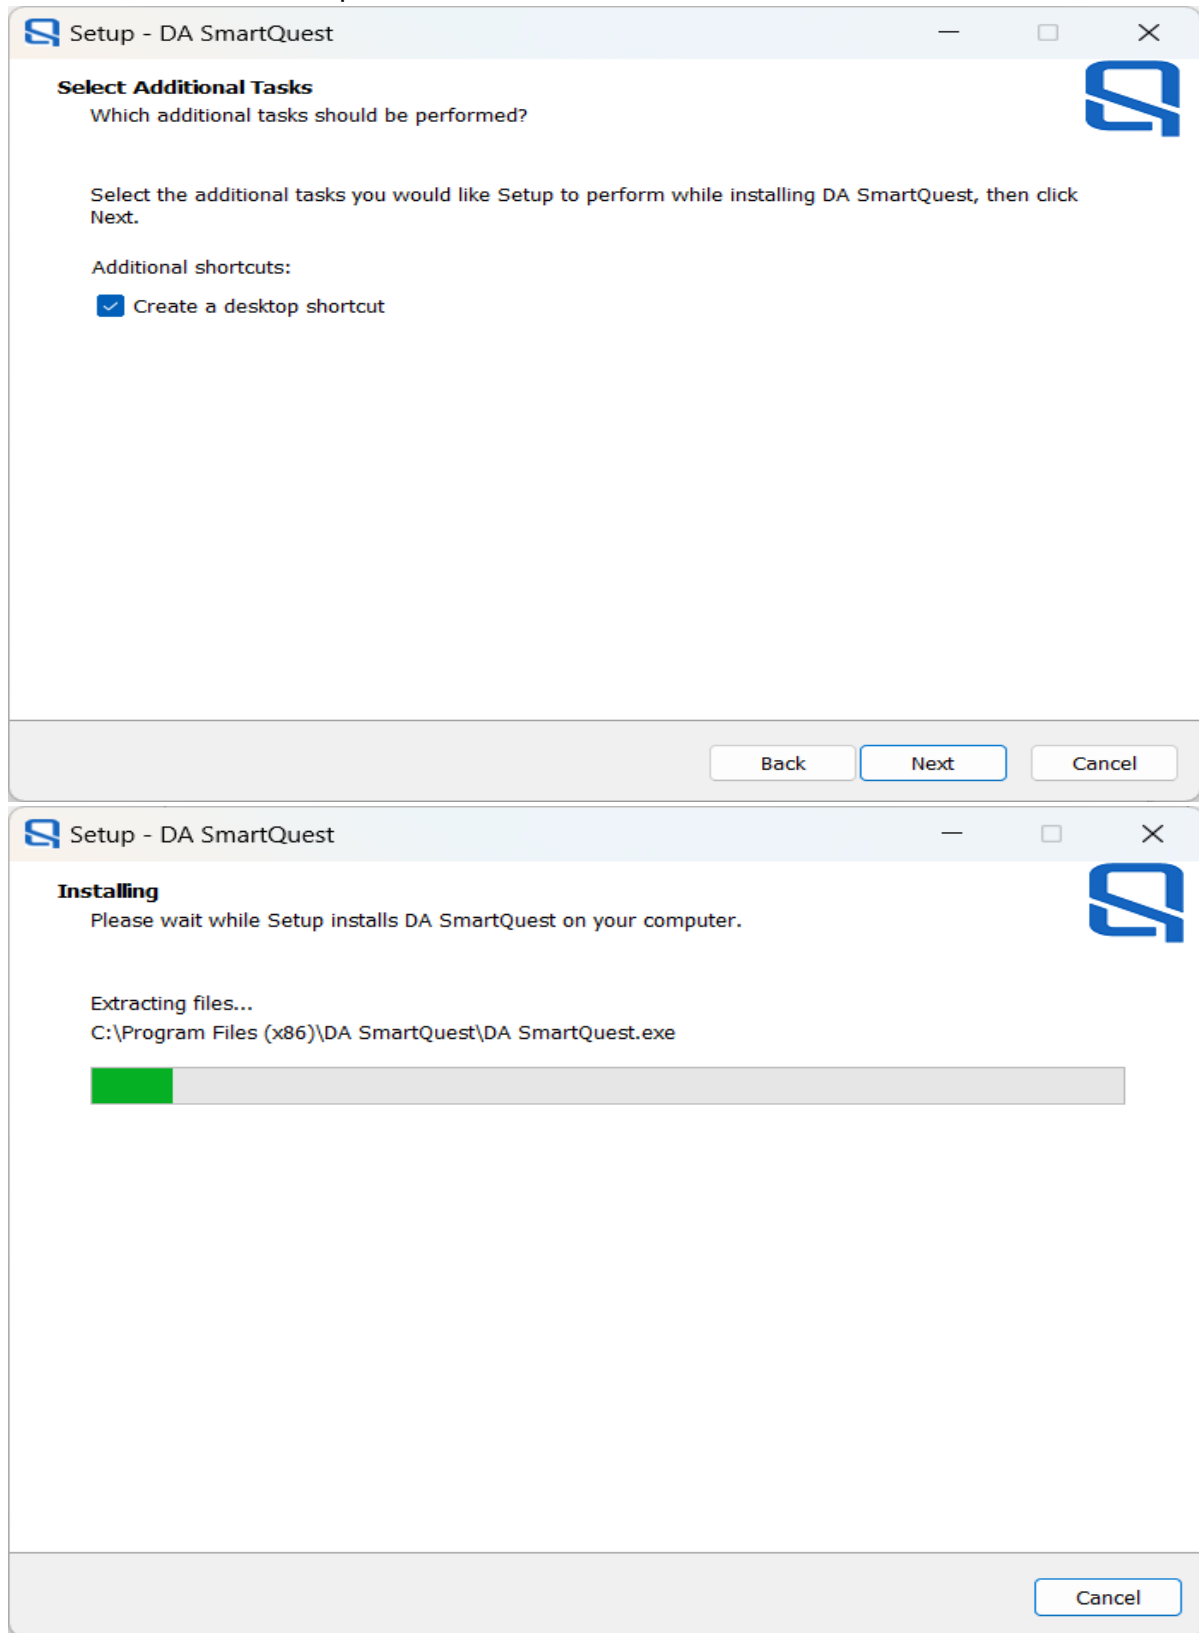 Setup - DA SmartQuest
Select Additional Tasks
Which additional tasks should be performed?
Select the additional tasks you would like Setup to perform while installing DA SmartQuest, then click
Next.
Additional shortcuts:
Create a desktop shortcut
Back Next Cancel
Setup - DA SmartQuest
Installing
Please wait while Setup installs DA SmartQuest on your computer.
Extracting files...
C:\Program Files (x86)\DA SmartQuest\DA SmartQuest.exe
Cancel